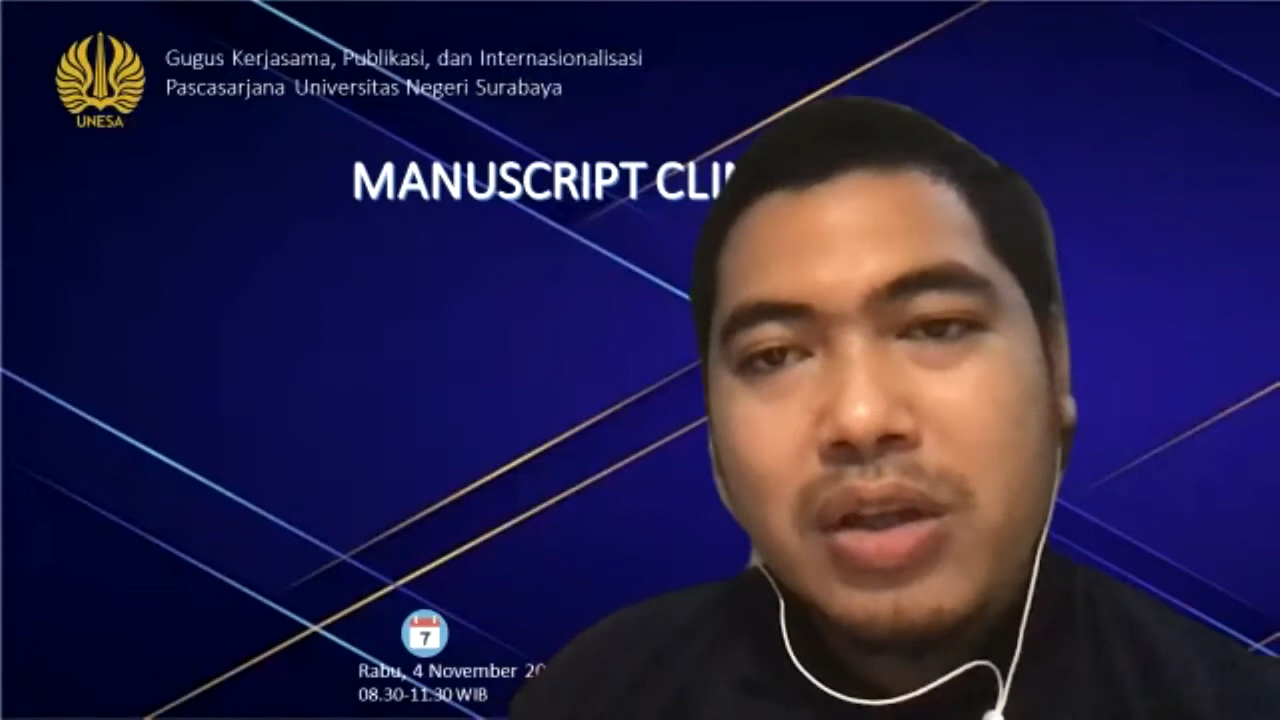 Gugus Kerjasama, Publikasi, dan Internasionalisasi
Pascasarjana Universitas Negeri Surabaya
UNESA
MANUSCRIPT
7
Rabu, 4 November
08.30-11.30 WIB